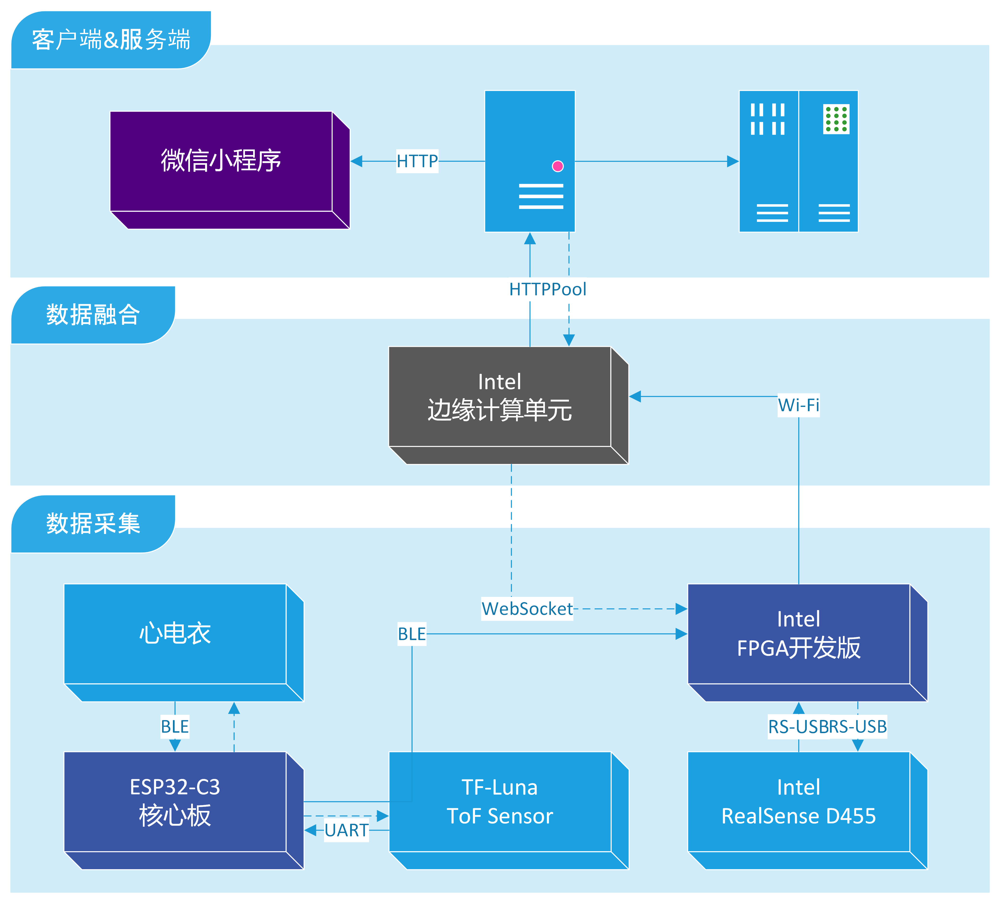 客户端&服务端
微信小程序
HTTP
HTTPPool
数据融合
Intel
边缘计算单元
Wi-Fi
数据采集
WebSocket
心电衣
BLE
Intel
FPGA开发版
BLE
RS-USB
RS-USB
ESP32-C3
核心板
UART
TF-Luna
ToF Sensor
Intel
RealSense D455